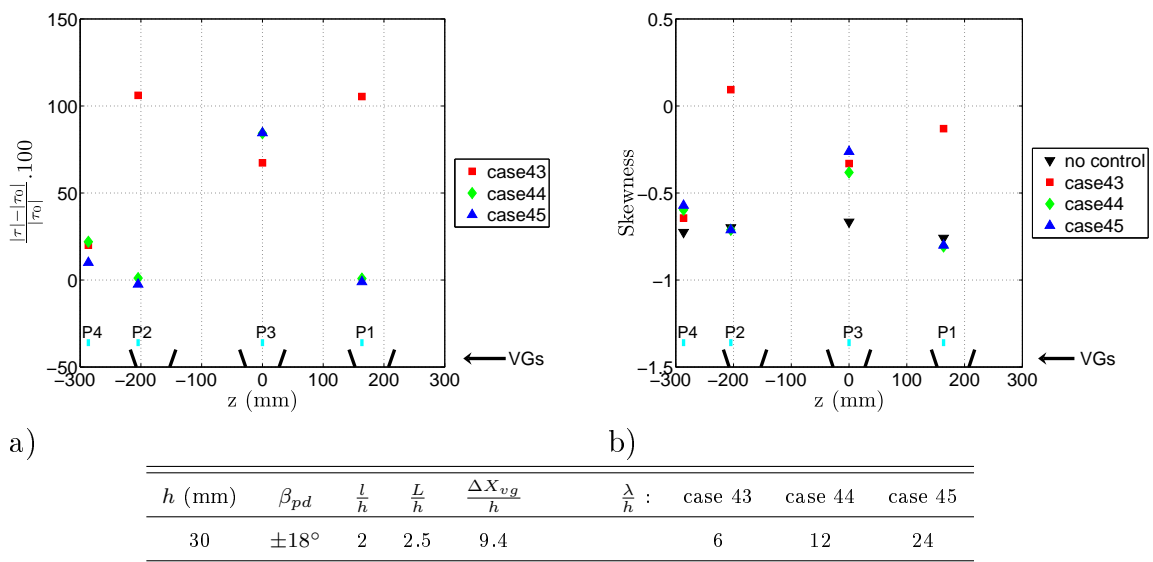 150
100
50
0
−50
−300 −200 −100 0 100 200 300
z (mm)
|τ|−|τ0| / |τ0| .100
P4 P2 P3 P1
VGs
case43
case44
case45
a)
0.5
0
−0.5
−1
−1.5
−300 −200 −100 0 100 200 300
z (mm)
Skewness
P4 P2 P3 P1
VGs
no control
case43
case44
case45
b)
h (mm) βpd l/h L/h ΔXvg/h λ/h : case 43 case 44 case 45
30 ±18° 2 2.5 9.4 6 12 24